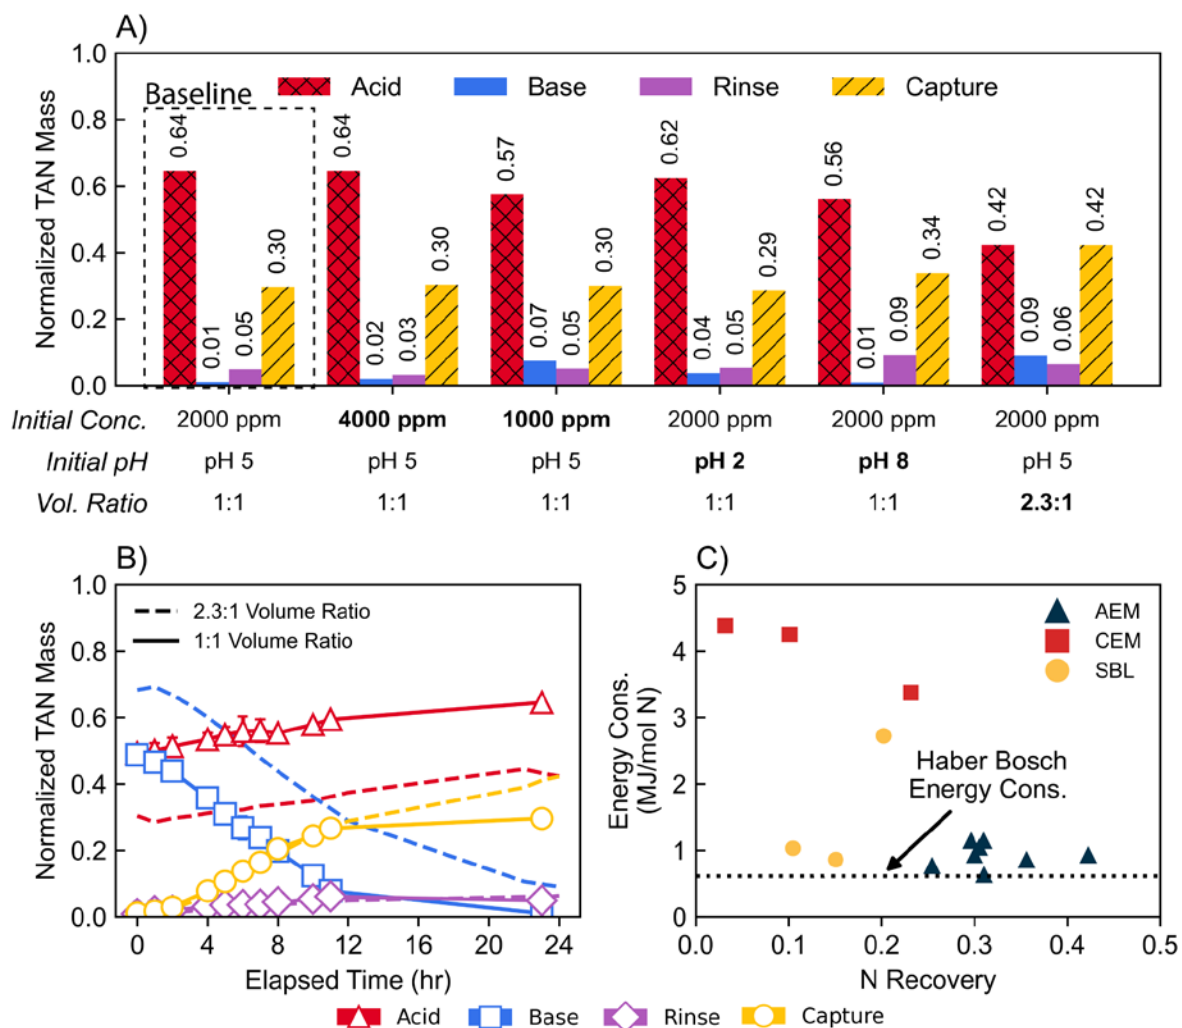 A)
1.0
0.8
0.6
0.4
0.2
0.0
Normalized TAN Mass
Acid Base Rinse Capture
Baseline
0.64 0.01 0.05 0.30
0.64 0.02 0.03 0.30
0.57 0.07 0.05 0.30
0.62 0.04 0.05 0.29
0.56 0.01 0.09 0.34
0.42 0.09 0.06 0.42
Initial Conc. 2000 ppm 4000 ppm 1000 ppm 2000 ppm 2000 ppm 2000 ppm
Initial pH pH 5 pH 5 pH 5 pH 2 pH 8 pH 5
Vol. Ratio 1:1 1:1 1:1 1:1 1:1 2.3:1
B)
1.0
0.8
0.6
0.4
0.2
0.0
Normalized TAN Mass
2.3:1 Volume Ratio
1:1 Volume Ratio
0 4 8 12 16 20 24
Elapsed Time (hr)
C)
5
4
3
2
1
0
Energy Cons.
(MJ/mol N)
AEM
CEM
SBL
Haber Bosch
Energy Cons.
0.0 0.1 0.2 0.3 0.4 0.5
N Recovery
Acid Base Rinse Capture